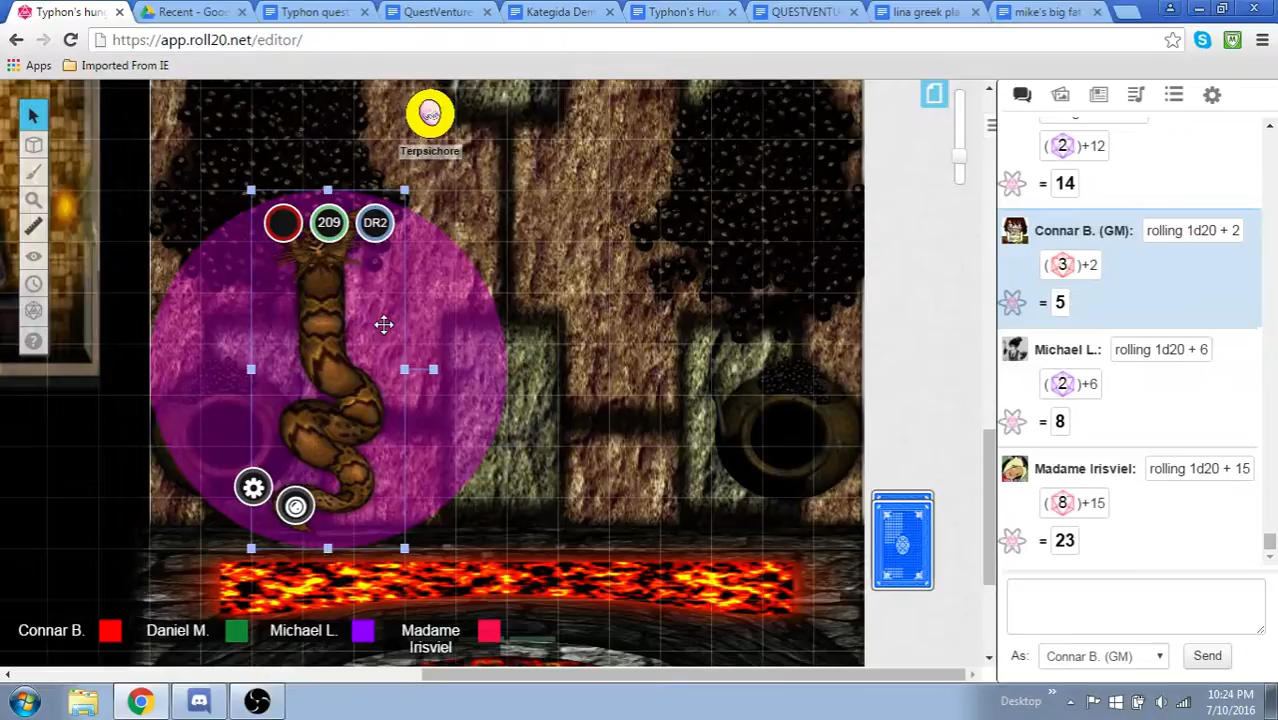 Typhon's hung
Recent - Goo
Typhon quest
QuestVenture
Kategida Dem
Typhon's Hun
QUESTVENTU
lina greek pla
mike's big fat
https://app.roll20.net/editor/
Apps
Imported From IE
Terpsichore
209
DR2
Connar B.
Daniel M.
Michael L.
Madame
Irisviel
2 )+12
= 14
Connar B. (GM): rolling 1d20 + 2
( 3 )+2
= 5
Michael L.: rolling 1d20 + 6
( 2 )+6
= 8
Madame Irisviel: rolling 1d20 + 15
( 8 )+15
= 23
As: Connar B. (GM)
Send
Desktop
10:24 PM
7/10/2016